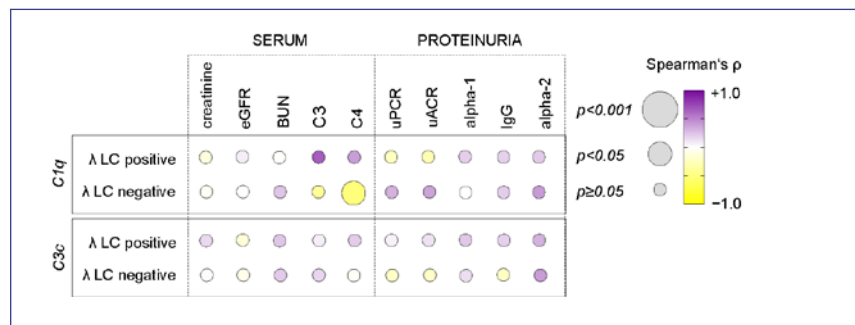 SERUM PROTEINURIA
creatinine eGFR BUN C3 C4 uPCR uACR alpha-1 IgG alpha-2
Spearman's ρ
+1.0
p<0.001
p<0.05
p≥0.05
−1.0
C1q
λ LC positive
λ LC negative
C3c
λ LC positive
λ LC negative